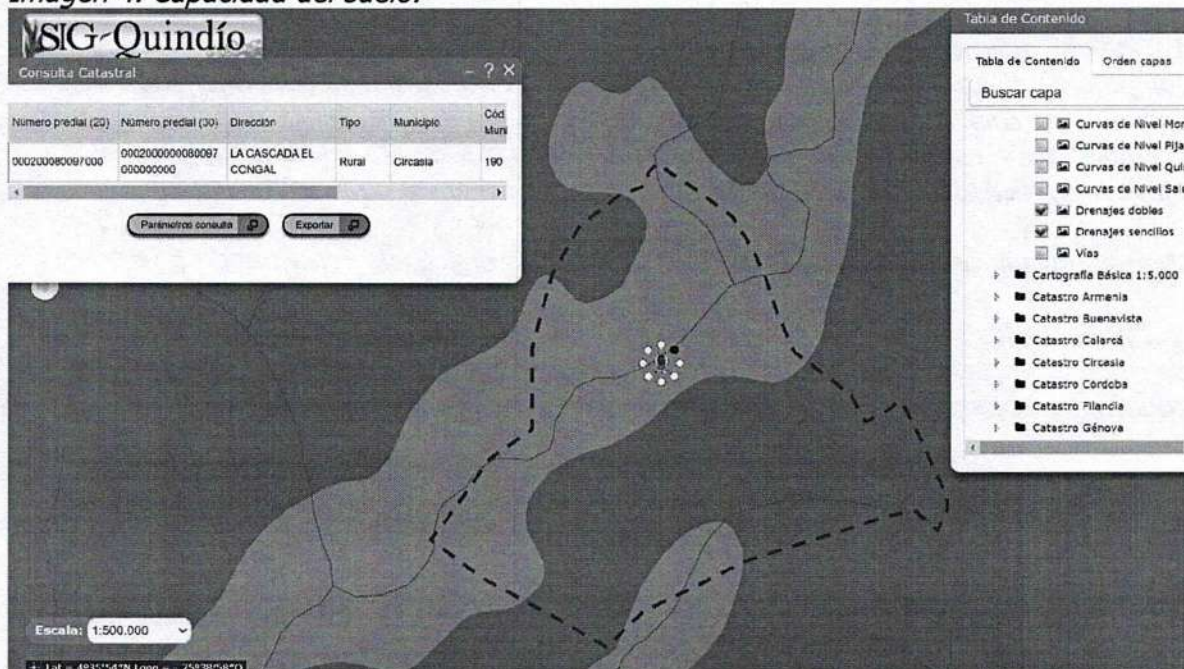 Imagen 4. Capacidad del suelo.
SIG-Quindío
Consulta Catastral
Número predial (20) Número predial (30) Dirección Tipo Municipio Cód
Muni
000200080097000 0002000000080097 LA CASCADA EL Rural Circasia 190
000000000 CONGAL
Parámetros consulta Exportar
Tabla de Contenido
Tabla de Contenido Orden capas
Buscar capa
Curvas de Nivel Mon
Curvas de Nivel Pija
Curvas de Nivel Qui
Curvas de Nivel Sal
Drenajes dobles
Drenajes sencillos
Vías
Cartografía Básica 1:5.000
Catastro Armenia
Catastro Buenavista
Catastro Calarcá
Catastro Circasia
Catastro Córdoba
Catastro Filandia
Catastro Génova
Escala: 1:500.000